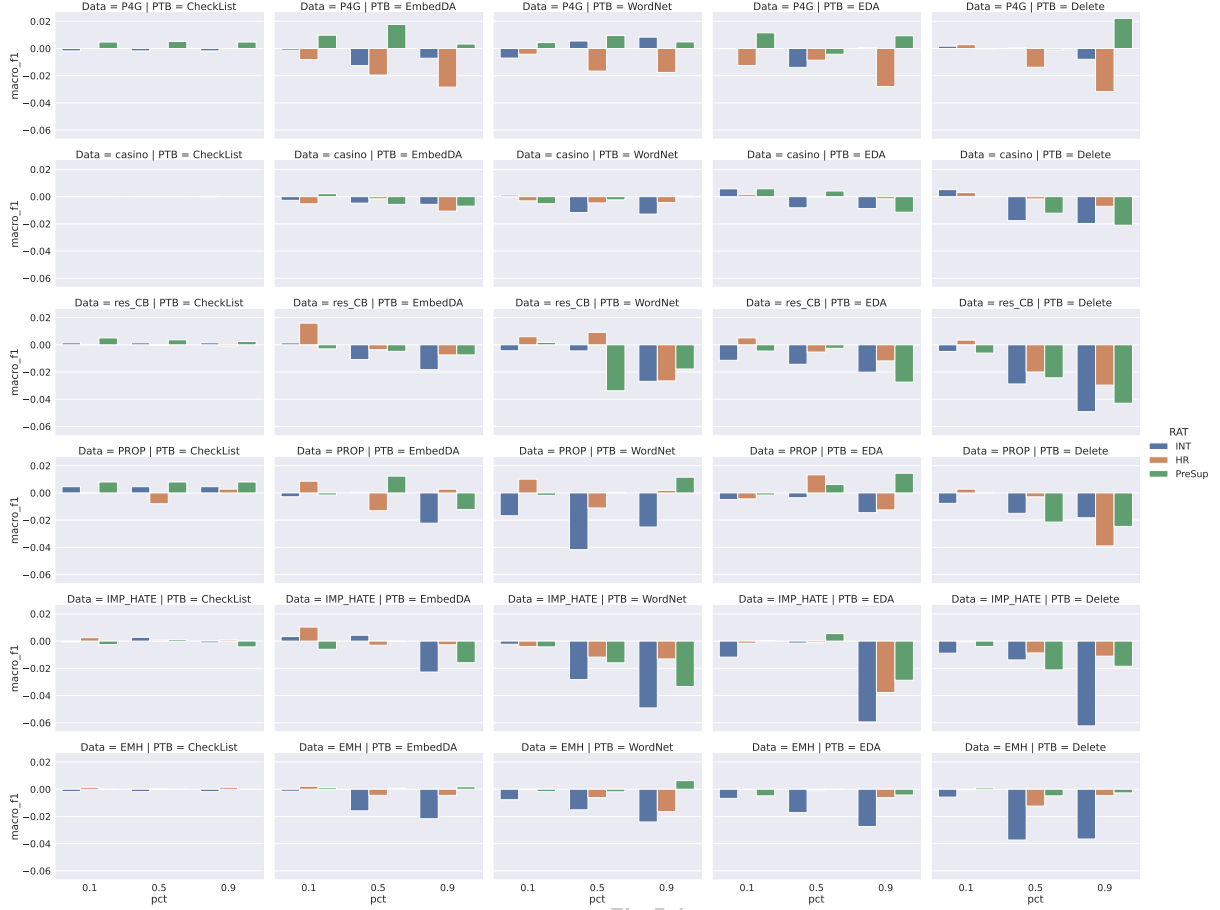 Data = P4G | PTB = CheckList
Data = P4G | PTB = EmbedDA
Data = P4G | PTB = WordNet
Data = P4G | PTB = EDA
Data = P4G | PTB = Delete
macro_f1
0.02
0.00
−0.02
−0.04
−0.06
Data = casino | PTB = CheckList
Data = casino | PTB = EmbedDA
Data = casino | PTB = WordNet
Data = casino | PTB = EDA
Data = casino | PTB = Delete
macro_f1
0.02
0.00
−0.02
−0.04
−0.06
Data = res_CB | PTB = CheckList
Data = res_CB | PTB = EmbedDA
Data = res_CB | PTB = WordNet
Data = res_CB | PTB = EDA
Data = res_CB | PTB = Delete
macro_f1
0.02
0.00
−0.02
−0.04
−0.06
RAT
INT
HR
PreSup
Data = PROP | PTB = CheckList
Data = PROP | PTB = EmbedDA
Data = PROP | PTB = WordNet
Data = PROP | PTB = EDA
Data = PROP | PTB = Delete
macro_f1
0.02
0.00
−0.02
−0.04
−0.06
Data = IMP_HATE | PTB = CheckList
Data = IMP_HATE | PTB = EmbedDA
Data = IMP_HATE | PTB = WordNet
Data = IMP_HATE | PTB = EDA
Data = IMP_HATE | PTB = Delete
macro_f1
0.02
0.00
−0.02
−0.04
−0.06
Data = EMH | PTB = CheckList
Data = EMH | PTB = EmbedDA
Data = EMH | PTB = WordNet
Data = EMH | PTB = EDA
Data = EMH | PTB = Delete
macro_f1
0.02
0.00
−0.02
−0.04
−0.06
0.1 0.5 0.9
pct
0.1 0.5 0.9
pct
0.1 0.5 0.9
pct
0.1 0.5 0.9
pct
0.1 0.5 0.9
pct